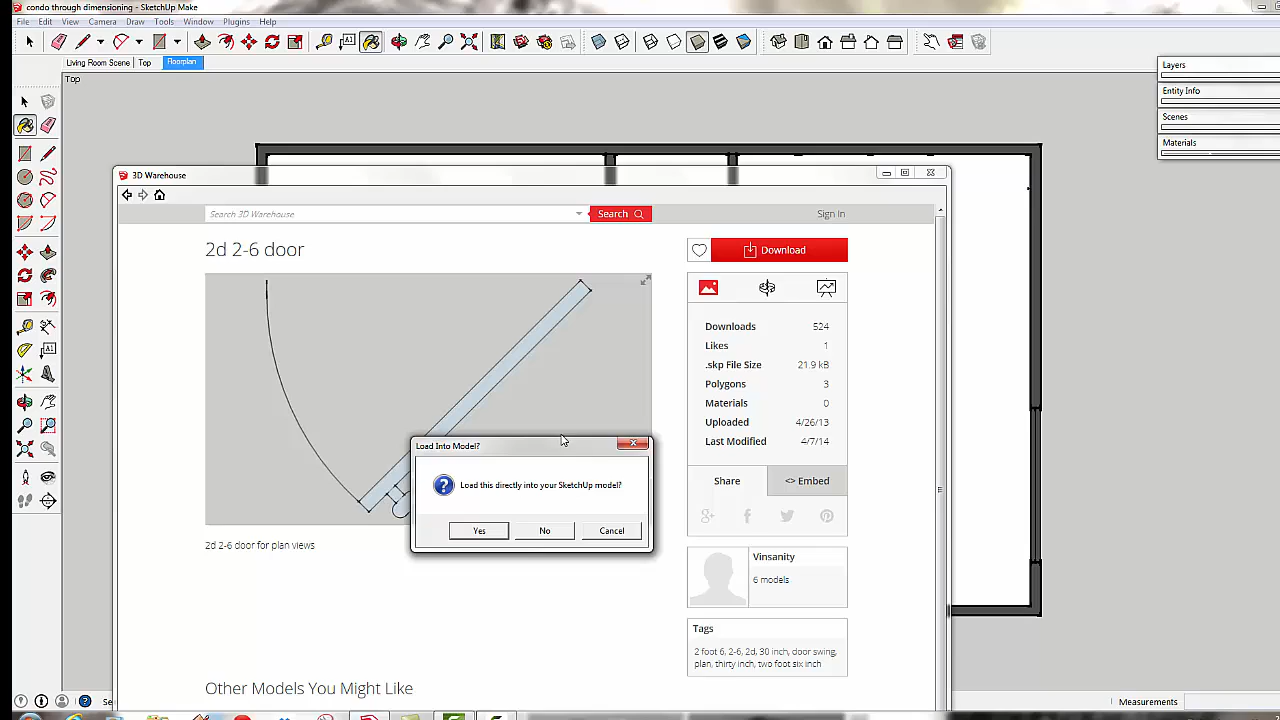 condo through dimensioning - SketchUp Make
File Edit View Camera Draw Tools Window Plugins Help
Living Room Scene Top Floorplan
Top
Layers
Entity Info
Scenes
Materials
3D Warehouse
Search 3D Warehouse Search Sign In
2d 2-6 door
Download
Downloads 524
Likes 1
.skp File Size 21.9 kB
Polygons 3
Materials 0
Uploaded 4/26/13
Last Modified 4/7/14
Load Into Model?
Load this directly into your SketchUp model?
Yes No Cancel
Share <> Embed
2d 2-6 door for plan views
Vinsanity
6 models
Tags
2 foot 6, 2-6, 2d, 30 inch, door swing,
plan, thirty inch, two foot six inch
Other Models You Might Like
Measurements